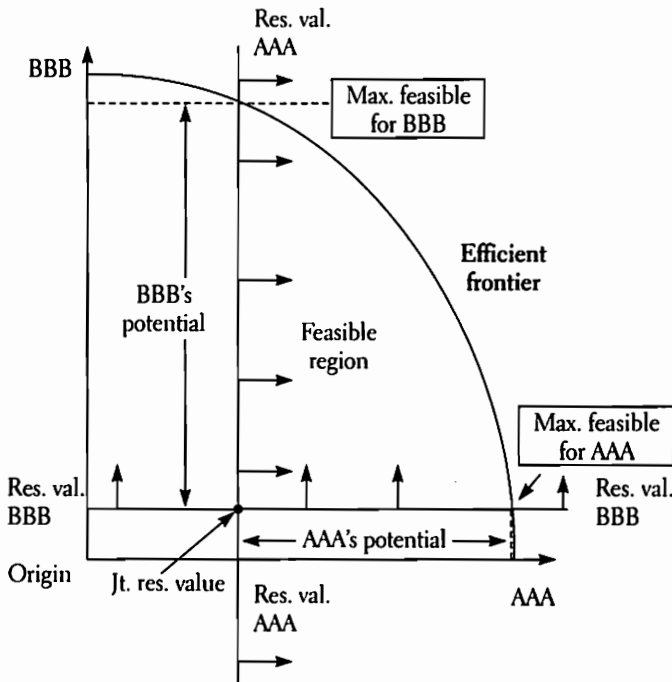 Res. val.
AAA
BBB
Max. feasible
for BBB
Efficient
frontier
BBB's
potential
Feasible
region
Max. feasible
for AAA
Res. val.
BBB
Res. val.
BBB
AAA's potential
Origin
Jt. res. value
Res. val.
AAA
AAA